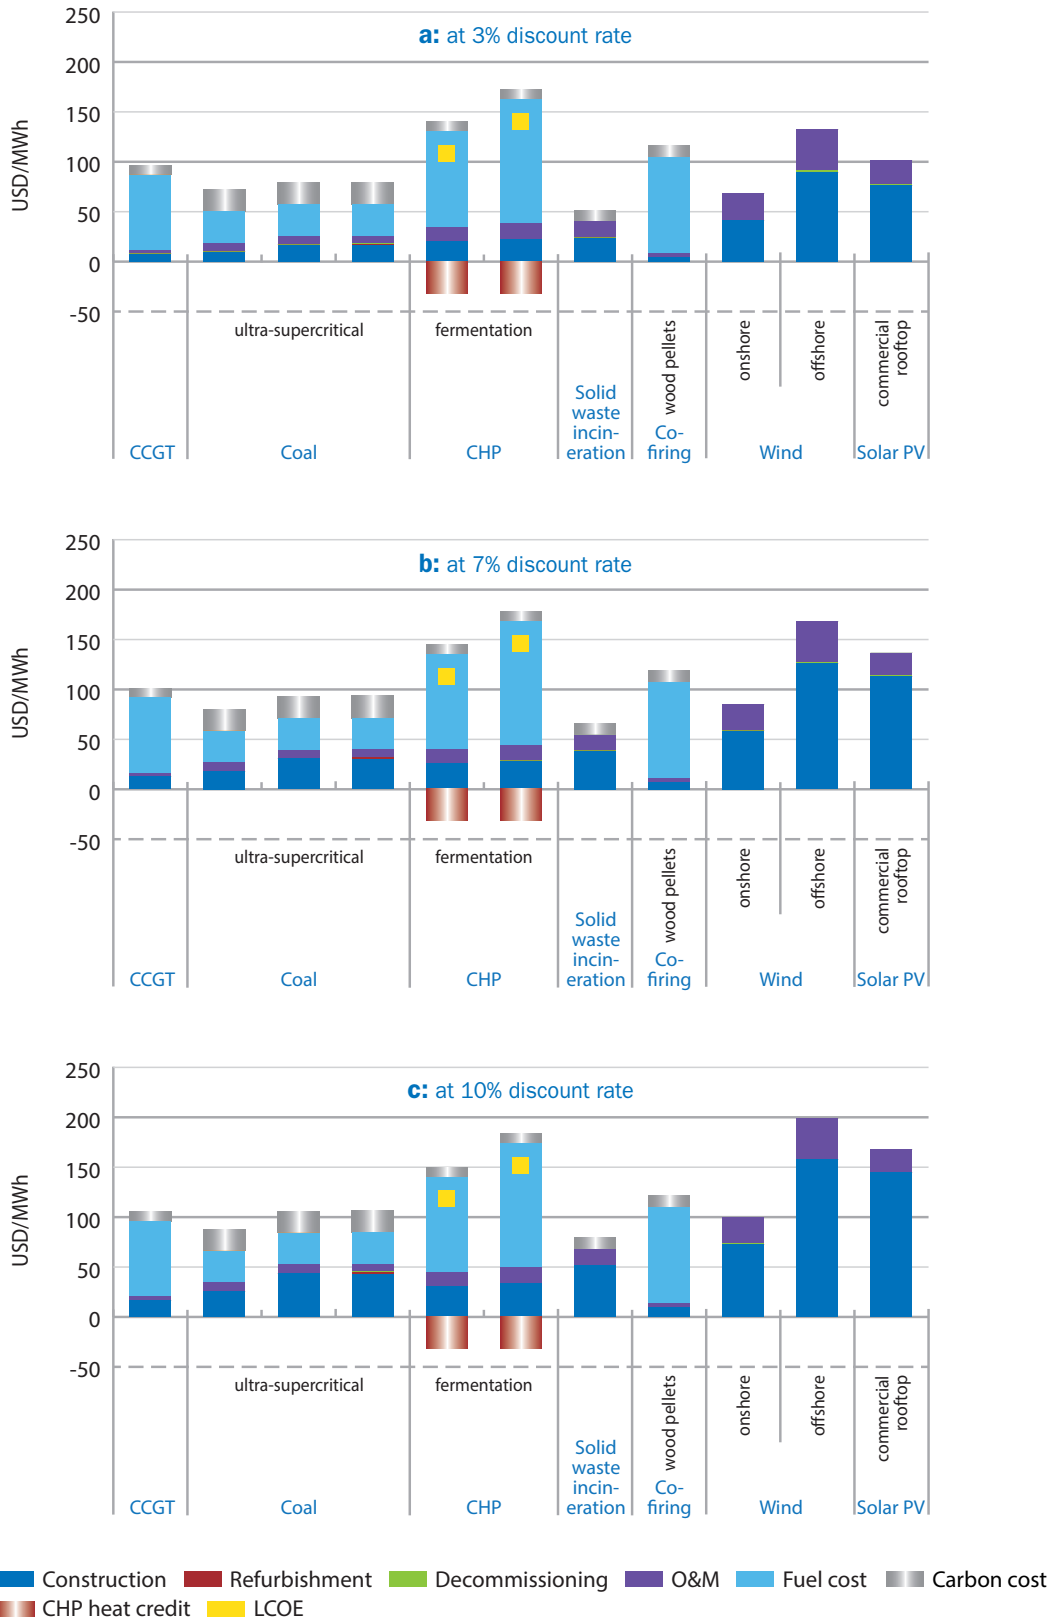 a: at 3% discount rate
USD/MWh
250
200
150
100
50
0
-50
ultra-supercritical
fermentation
wood pellets
onshore
offshore
commercial
rooftop
CCGT
Coal
CHP
Solid
waste
incin-
eration
Co-
firing
Wind
Solar PV
b: at 7% discount rate
USD/MWh
250
200
150
100
50
0
-50
ultra-supercritical
fermentation
wood pellets
onshore
offshore
commercial
rooftop
CCGT
Coal
CHP
Solid
waste
incin-
eration
Co-
firing
Wind
Solar PV
c: at 10% discount rate
USD/MWh
250
200
150
100
50
0
-50
ultra-supercritical
fermentation
wood pellets
onshore
offshore
commercial
rooftop
CCGT
Coal
CHP
Solid
waste
incin-
eration
Co-
firing
Wind
Solar PV
Construction Refurbishment Decommissioning O&M Fuel cost Carbon cost
CHP heat credit LCOE